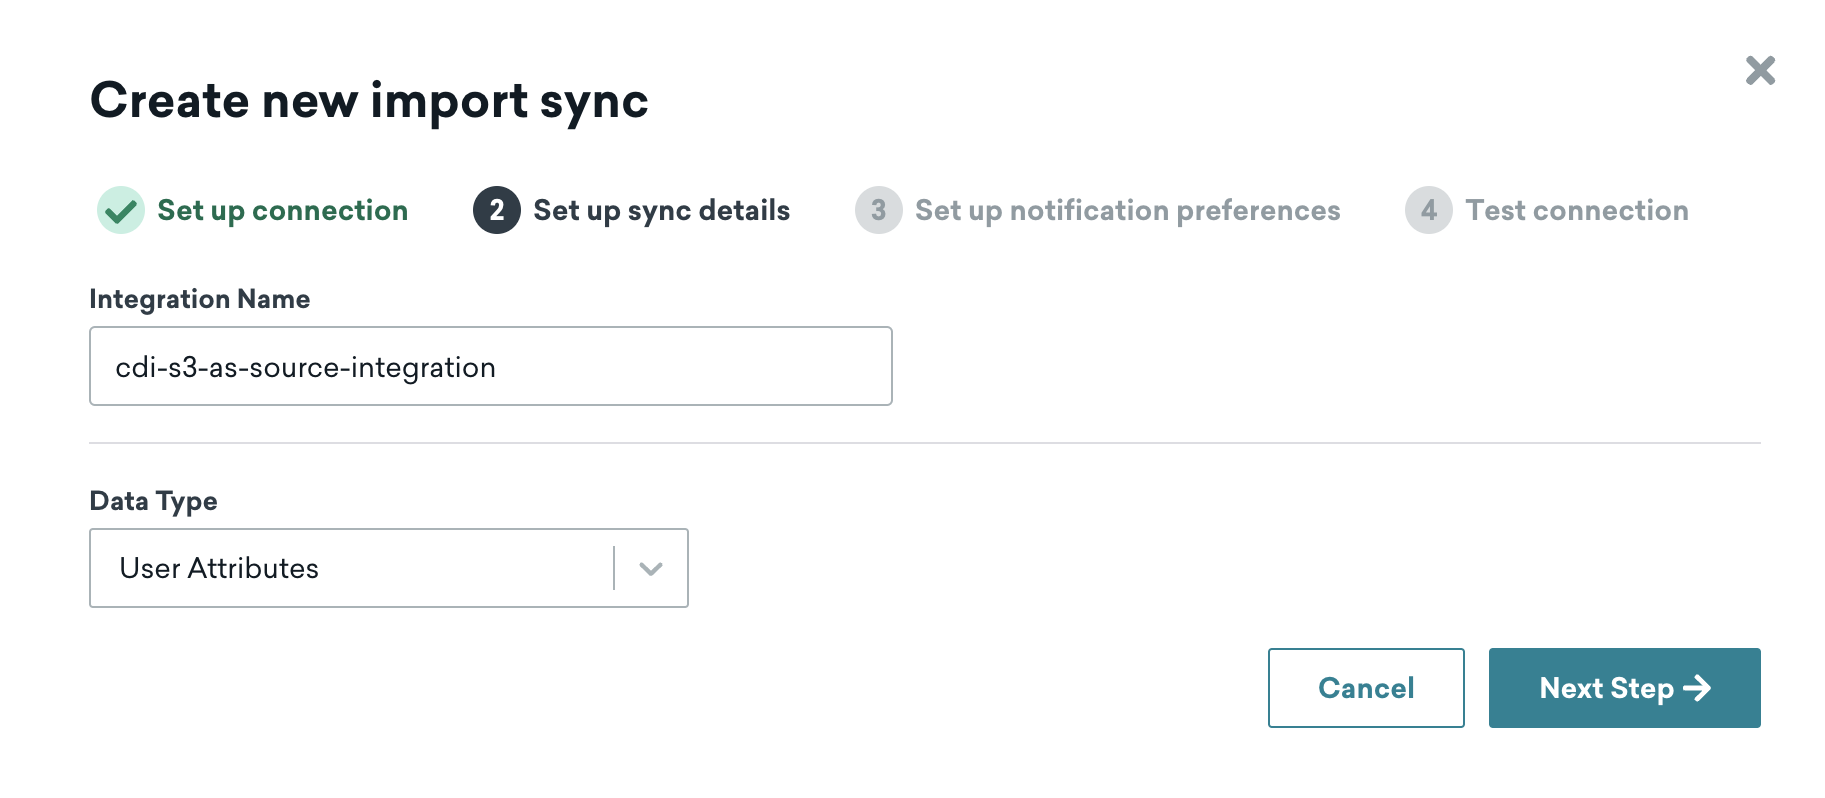 Create new import sync
Set up connection
2 Set up sync details
3 Set up notification preferences
4 Test connection
Integration Name
cdi-s3-as-source-integration
Data Type
User Attributes
Cancel
Next Step